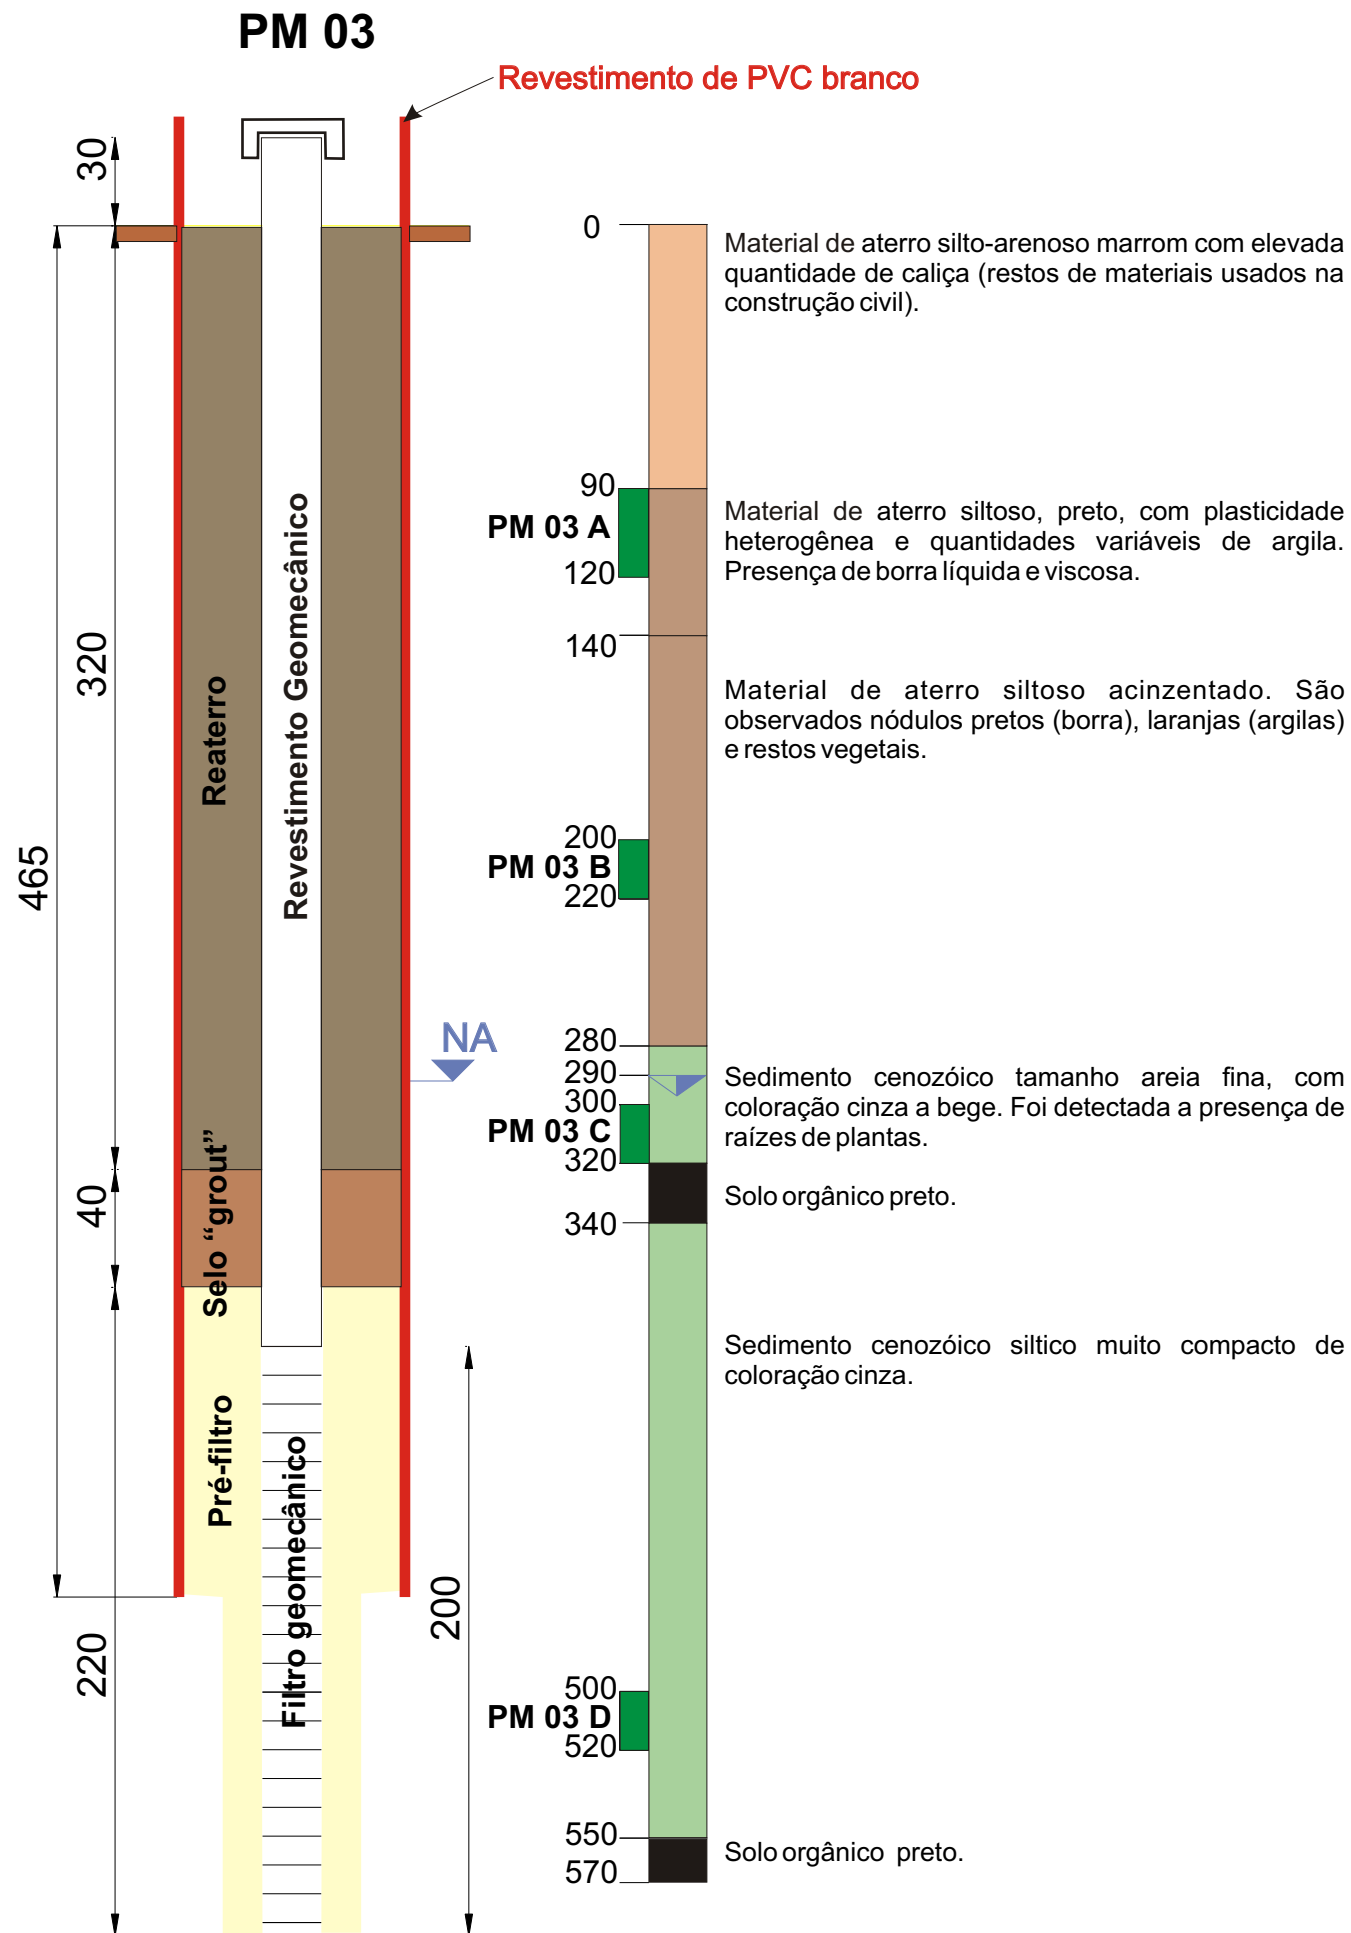 PM 03
Revestimento de PVC branco
30
320
465
40
220
200
Reaterro
Revestimento Geomecânico
Selo “grout”
Pré-filtro
Filtro geomecânico
NA
0
Material de aterro silto-arenoso marrom com elevada
quantidade de caliça (restos de materiais usados na
construção civil).
90
PM 03 A
120
Material de aterro siltoso, preto, com plasticidade
heterogênea e quantidades variáveis de argila.
Presença de borra líquida e viscosa.
140
Material de aterro siltoso acinzentado. São
observados nódulos pretos (borra), laranjas (argilas)
e restos vegetais.
200
PM 03 B
220
280
290
300
PM 03 C
320
Sedimento cenozóico tamanho areia fina, com
coloração cinza a bege. Foi detectada a presença de
raízes de plantas.
Solo orgânico preto.
340
Sedimento cenozóico siltico muito compacto de
coloração cinza.
500
PM 03 D
520
550
Solo orgânico preto.
570